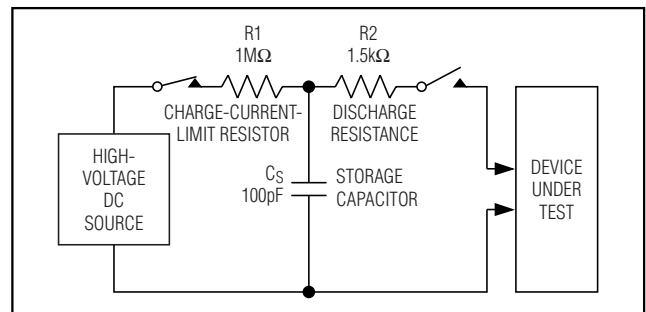 R1
1MΩ
R2
1.5kΩ
CHARGE-CURRENT-
LIMIT RESISTOR
DISCHARGE
RESISTANCE
HIGH-
VOLTAGE
DC
SOURCE
CS
100pF
STORAGE
CAPACITOR
DEVICE
UNDER
TEST